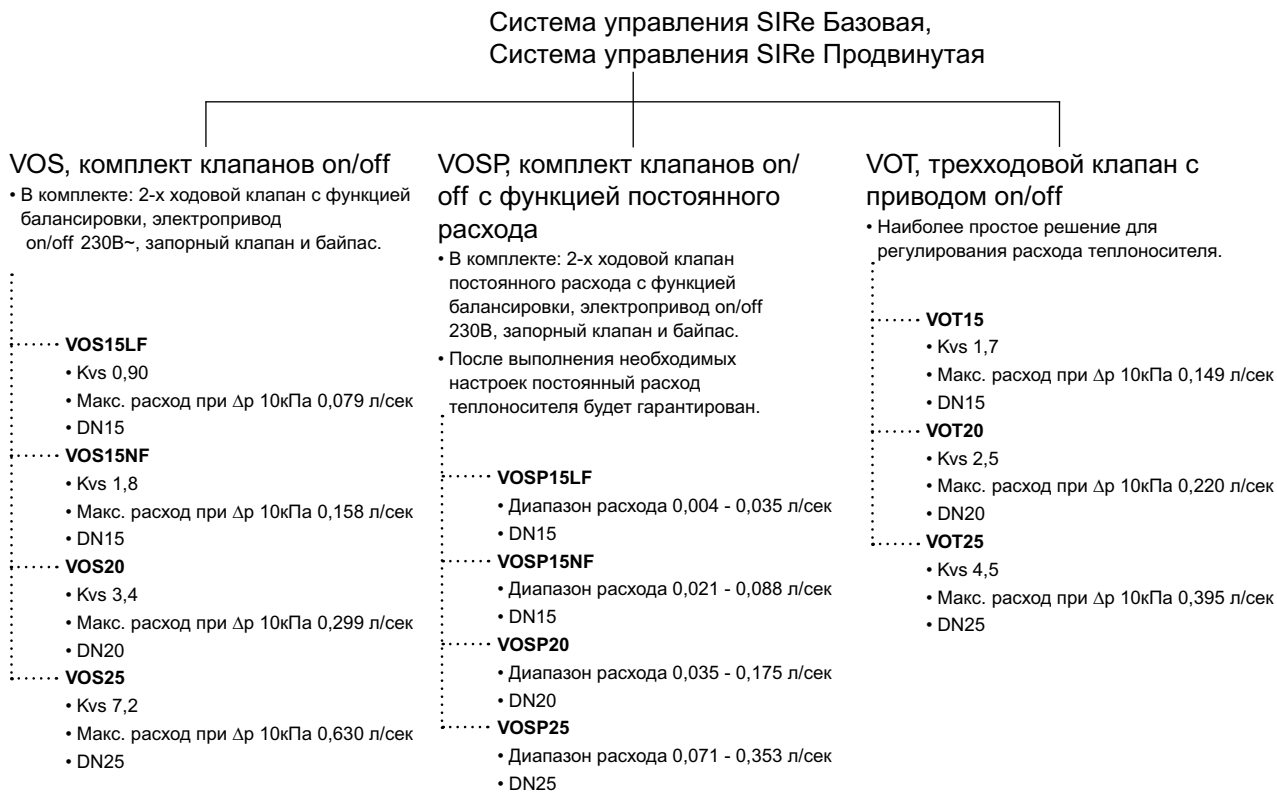 Система управления SIRe Базовая,
Система управления SIRe Продвинутая
VOS, комплект клапанов on/off
• В комплекте: 2-х ходовой клапан с функцией
балансировки, электропривод
on/off 230В~, запорный клапан и байпас.
VOS15LF
• Kvs 0,90
• Макс. расход при ∆p 10кПа 0,079 л/сек
• DN15
VOS15NF
• Kvs 1,8
• Макс. расход при ∆p 10кПа 0,158 л/сек
• DN15
VOS20
• Kvs 3,4
• Макс. расход при ∆p 10кПа 0,299 л/сек
• DN20
VOS25
• Kvs 7,2
• Макс. расход при ∆p 10кПа 0,630 л/сек
• DN25
VOSP, комплект клапанов on/
off с функцией постоянного
расхода
• В комплекте: 2-х ходовой клапан
постоянного расхода с функцией
балансировки, электропривод on/off
230В, запорный клапан и байпас.
• После выполнения необходимых
настроек постоянный расход
теплоносителя будет гарантирован.
VOSP15LF
• Диапазон расхода 0,004 - 0,035 л/сек
• DN15
VOSP15NF
• Диапазон расхода 0,021 - 0,088 л/сек
• DN15
VOSP20
• Диапазон расхода 0,035 - 0,175 л/сек
• DN20
VOSP25
• Диапазон расхода 0,071 - 0,353 л/сек
• DN25
VOT, трехходовой клапан с
приводом on/off
• Наиболее простое решение для
регулирования расхода теплоносителя.
VOT15
• Kvs 1,7
• Макс. расход при ∆p 10кПа 0,149 л/сек
• DN15
VOT20
• Kvs 2,5
• Макс. расход при ∆p 10кПа 0,220 л/сек
• DN20
VOT25
• Kvs 4,5
• Макс. расход при ∆p 10кПа 0,395 л/сек
• DN25